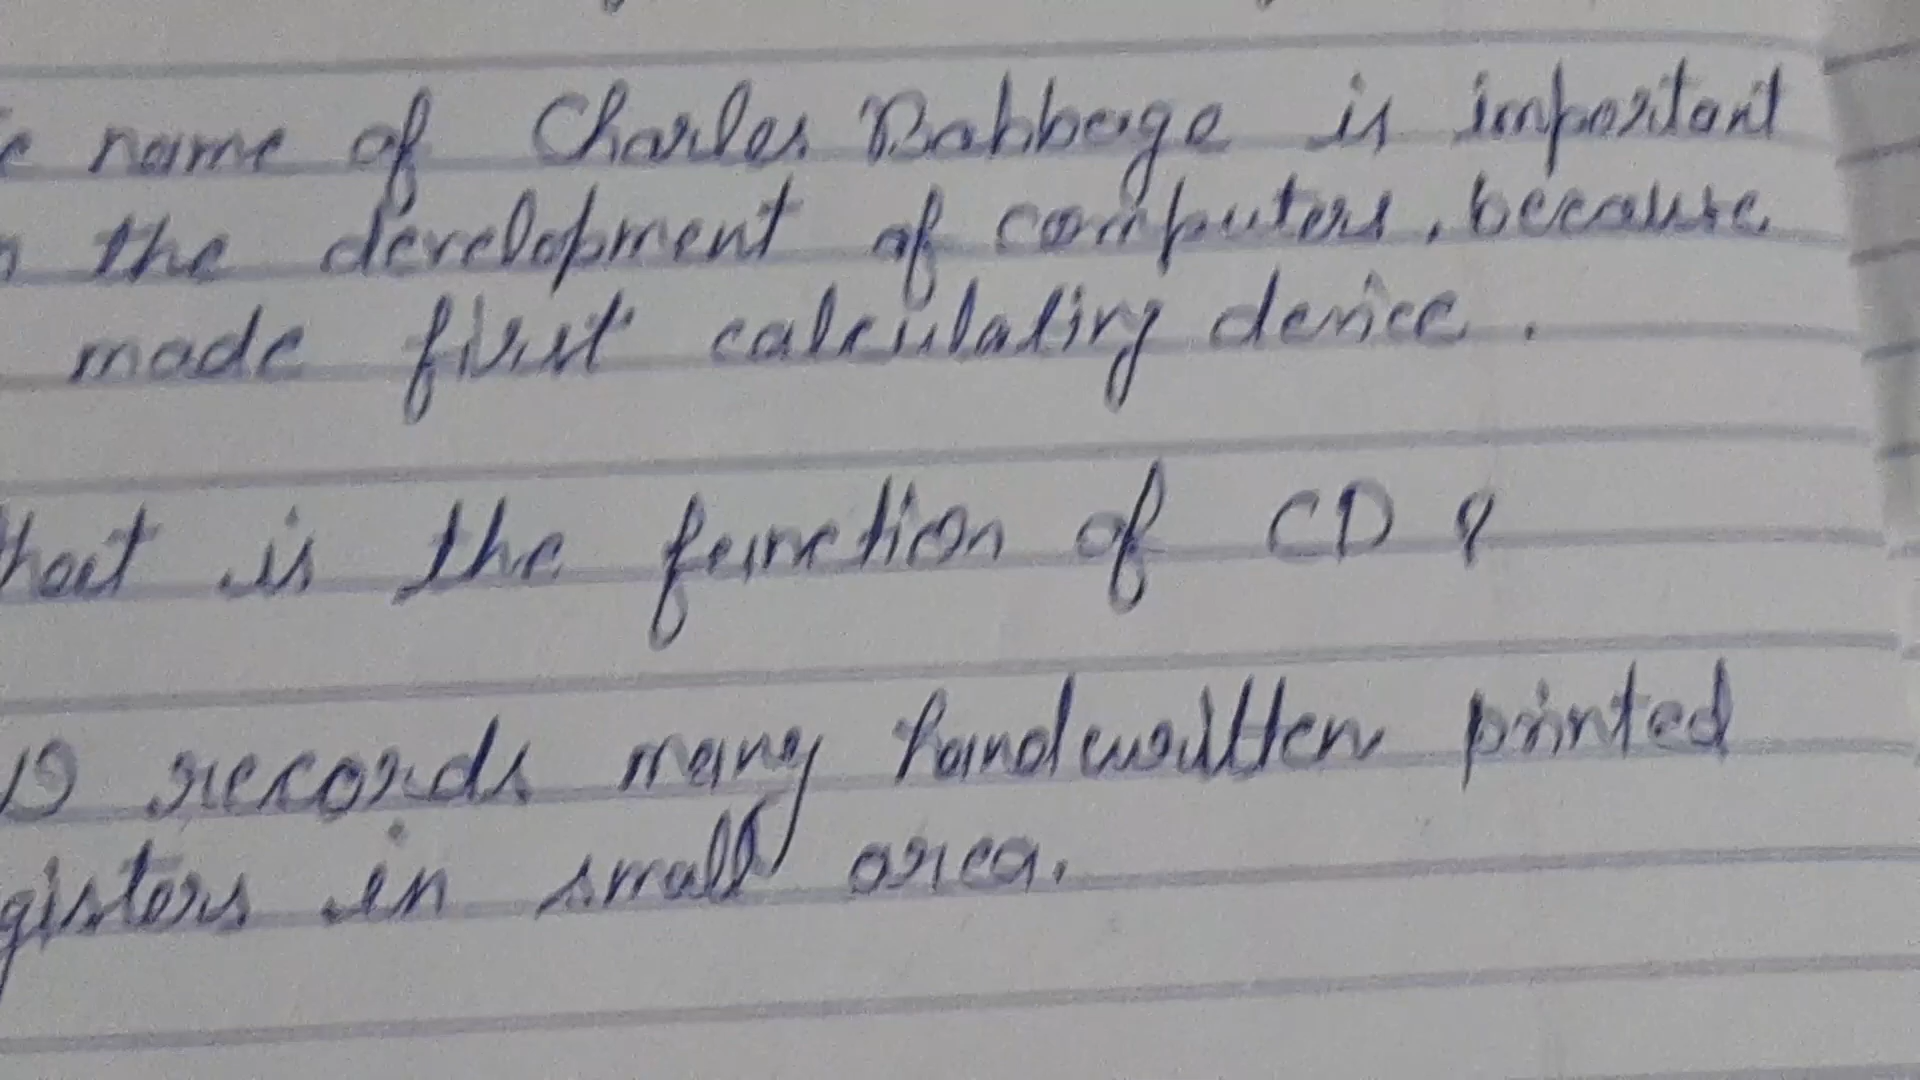 e name of Charles Babbage is important
n the development of computers, because
made first calculating device.
hat is the function of CD ?
D records many handwritten printed
gisters in small area.